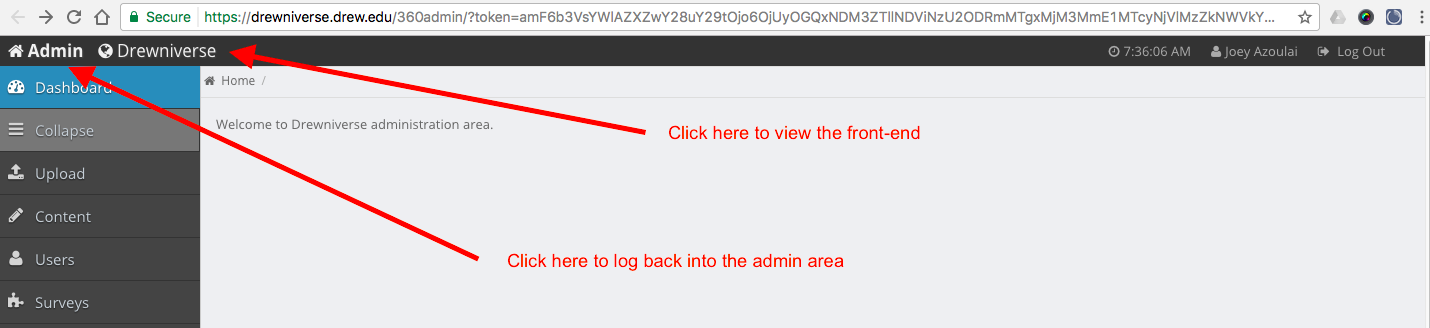 Secure https://drewniverse.drew.edu/360admin/?token=amF6b3VsYWlAZXZwY28uY29tOjo6OjUyOGQxNDM3ZTllNDViNzU2ODRmMTgxMjM3MmE1MTcyNjVlMzZkNWVkY...
Admin Drewniverse 7:36:06 AM Joey Azoulai Log Out
Dashboard Home /
Welcome to Drewniverse administration area.
Click here to view the front-end
Collapse
Upload
Content
Users
Click here to log back into the admin area
Surveys